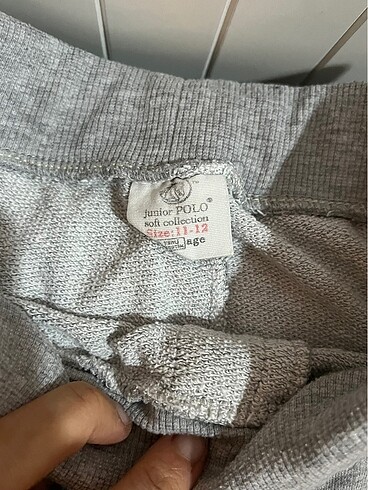 junior POLO®
soft collection
Size:11-12
age